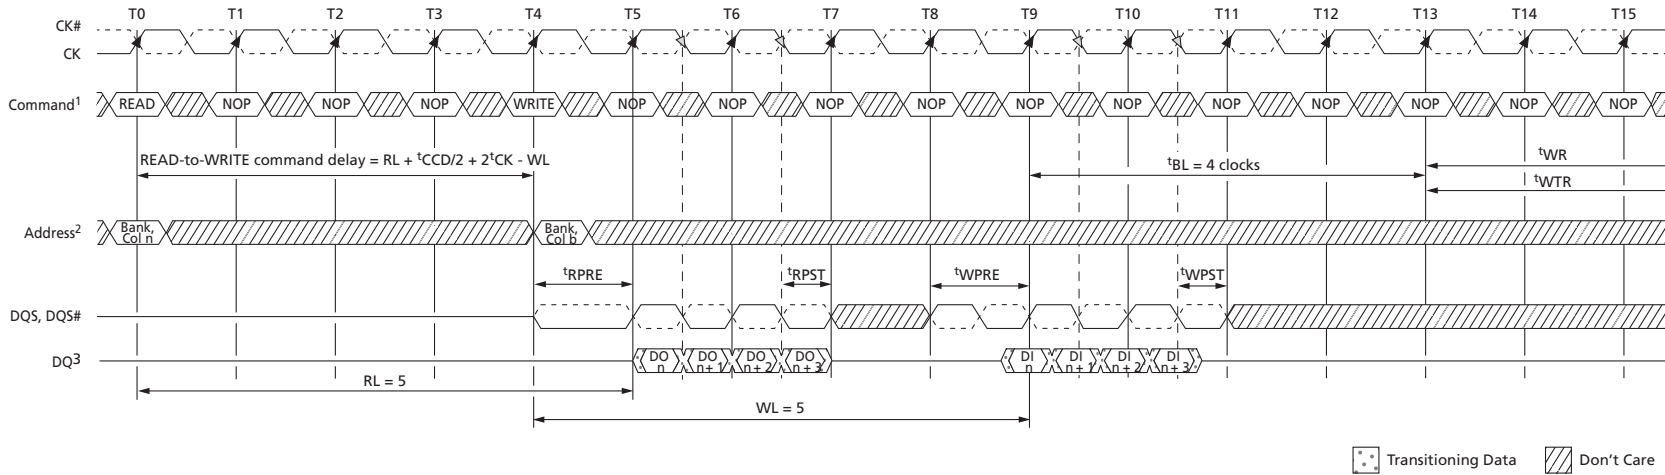 T0 T1 T2 T3 T4 T5 T6 T7 T8 T9 T10 T11 T12 T13 T14 T15
CK#
CK
Command1 READ NOP NOP NOP WRITE NOP NOP NOP NOP NOP NOP NOP NOP NOP NOP NOP
READ-to-WRITE command delay = RL + tCCD/2 + 2tCK - WL
tBL = 4 clocks
tWR
tWTR
Address2
Bank, Col n
Bank, Col b
tRPRE tRPST tWPRE tWPST
DQS, DQS#
DQ3
DO n
DO n + 1
DO n + 2
DO n + 3
DI n
DI n + 1
DI n + 2
DI n + 3
RL = 5
WL = 5
Transitioning Data
Don't Care